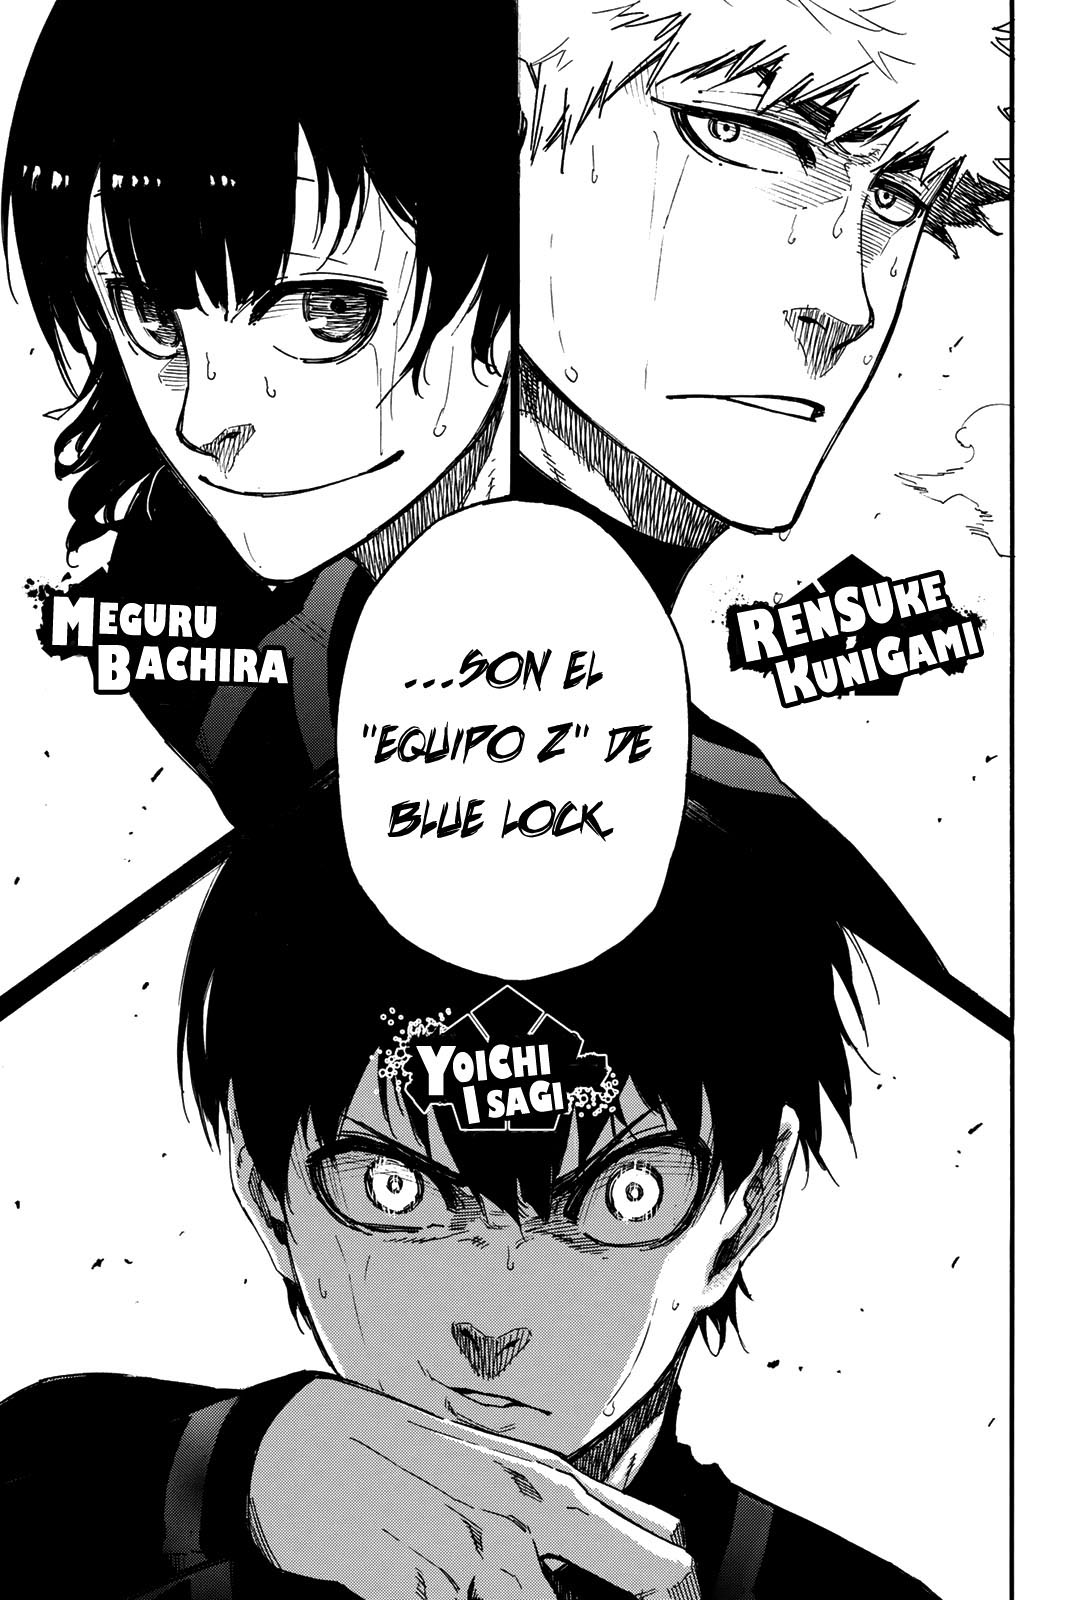 RENSUKE
KUNIGAMI
MEGURU
BACHIRA
...SON EL
"EQUIPO Z" DE
BLUE LOCK.
YOICHI
ISAGI